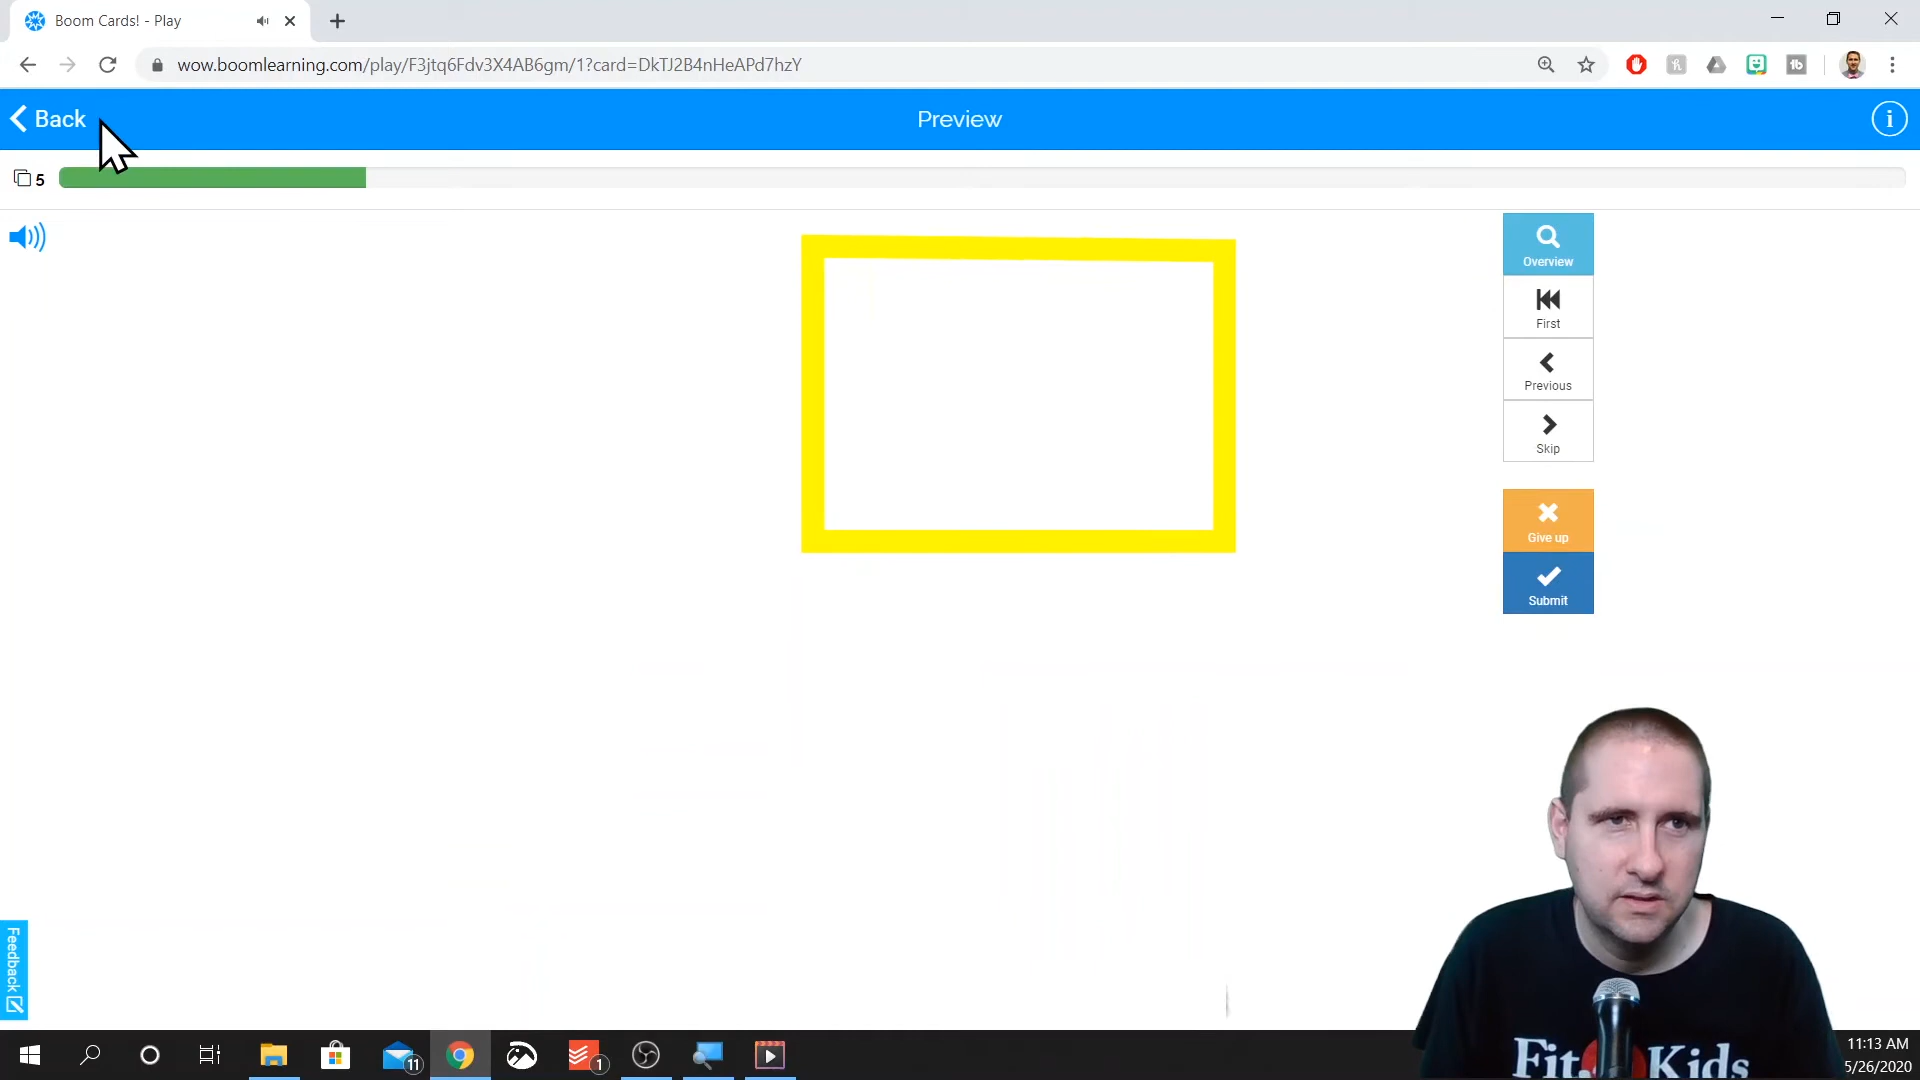 Boom Cards! - Play
wow.boomlearning.com/play/F3jtq6Fdv3X4AB6gm/1?card=DkTJ2B4nHeAPd7hzY
Back
Preview
i
5
Overview
First
Previous
Skip
Give up
Submit
Feedback
Fit Kids
11
1
11:13 AM
5/26/2020